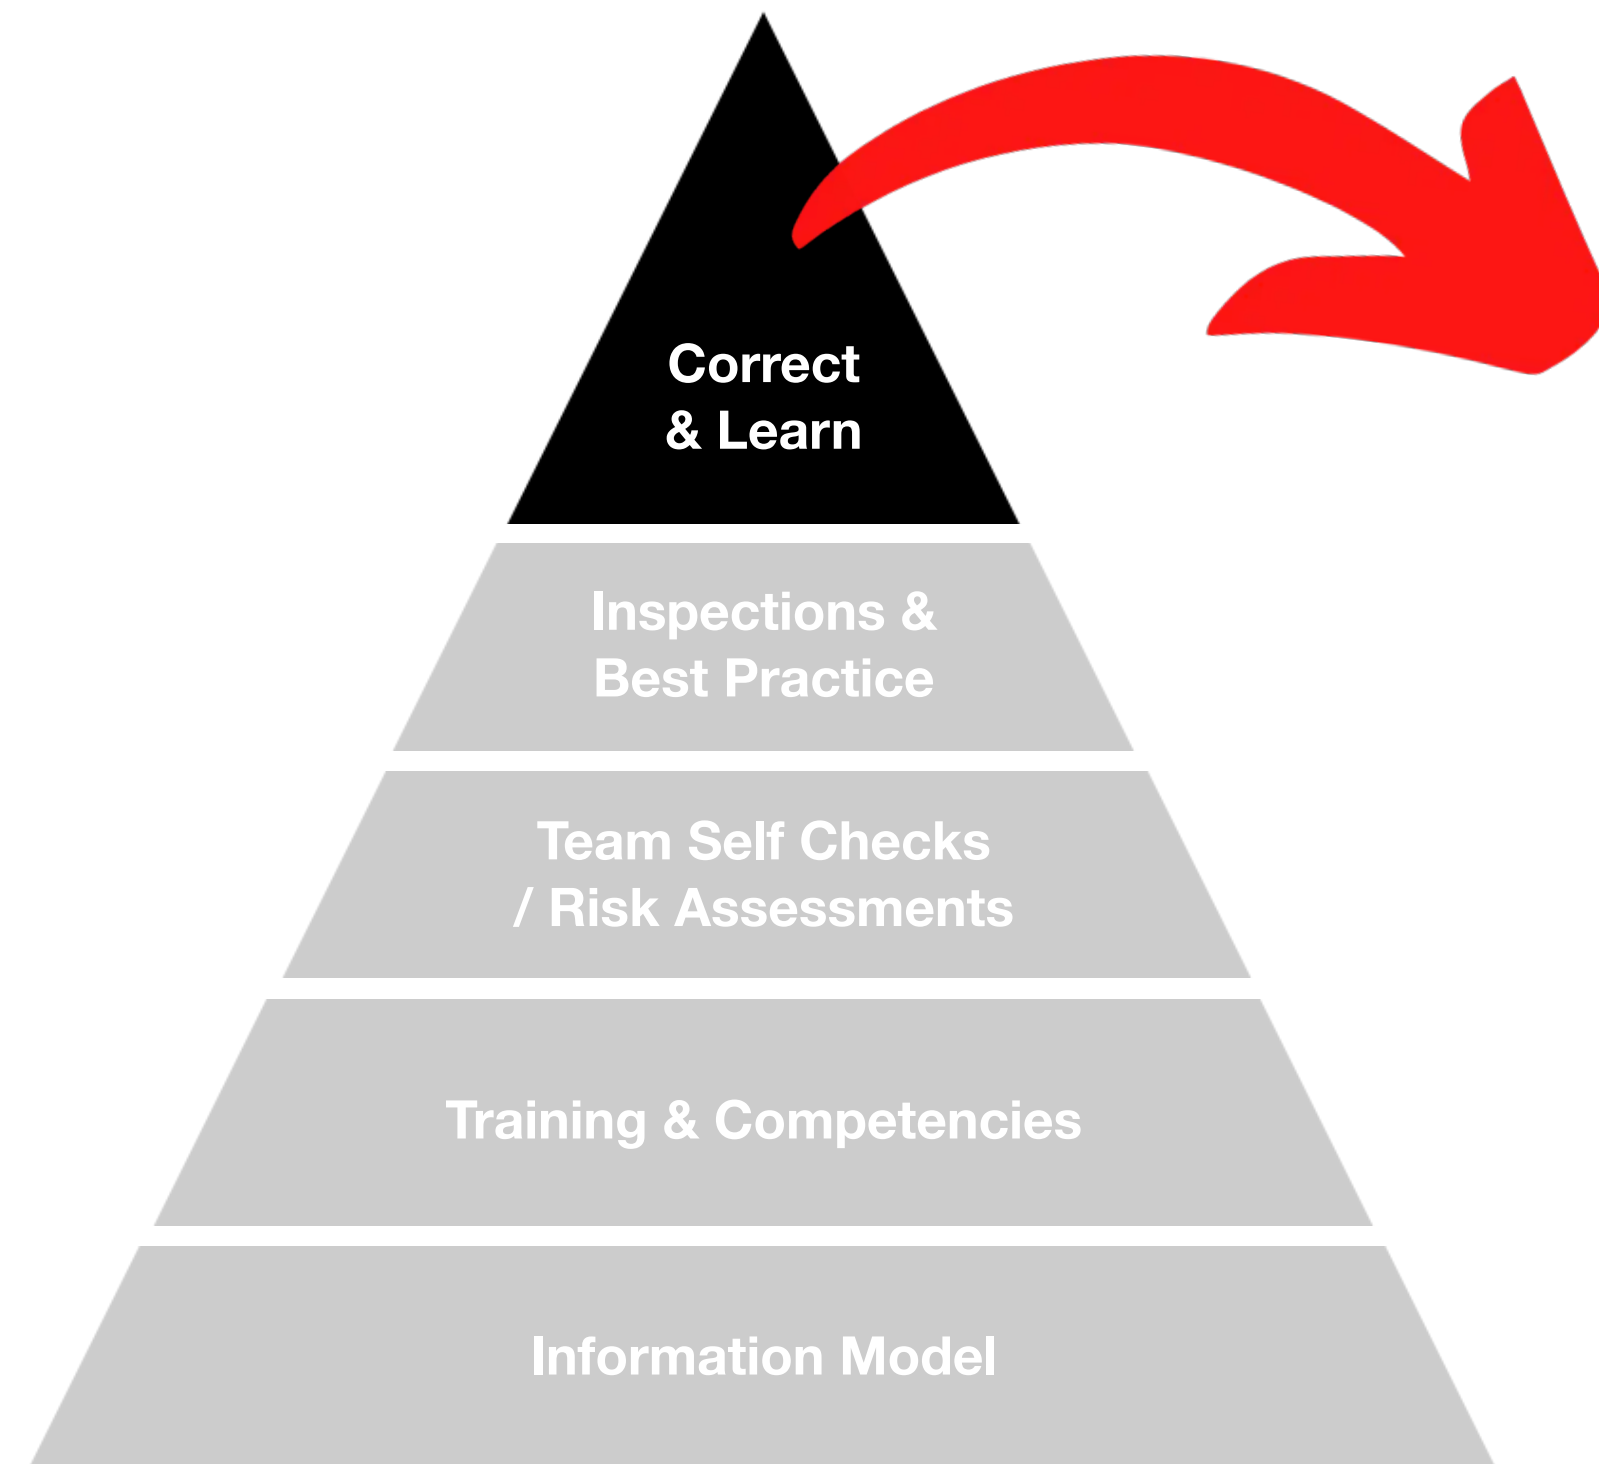 Correct
& Learn
Inspections &
Best Practice
Team Self Checks
/ Risk Assessments
Training & Competencies
Information Model